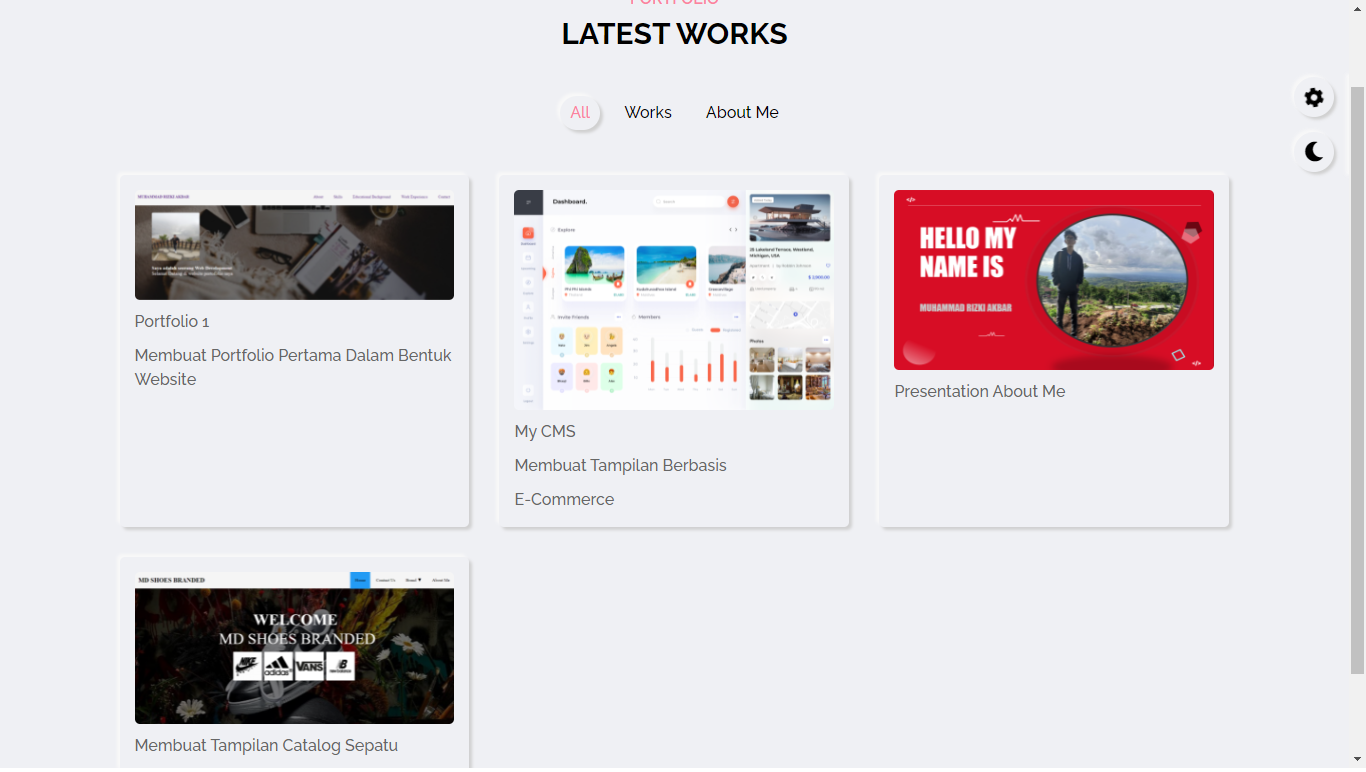 PORTFOLIO
LATEST WORKS
All
Works
About Me
MUHAMMAD RIZKI AKBAR
About
Skills
Educational Background
Work Experience
Contact
Portfolio 1
Membuat Portfolio Pertama Dalam Bentuk
Website
Dashboard.
Search
Explore
Invite Friends
Members
Photos
My CMS
Membuat Tampilan Berbasis
E-Commerce
</>
HELLO MY
NAME IS
MUHAMMAD RIZKI AKBAR
</>
Presentation About Me
MD SHOES BRANDED
Home
Contact Us
Brand
About Me
WELCOME
MD SHOES BRANDED
adidas
VANS
Membuat Tampilan Catalog Sepatu